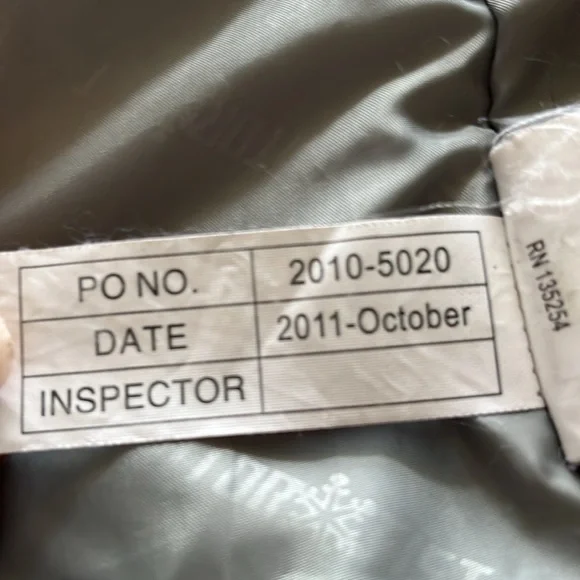 PO NO. 2010-5020
DATE 2011-October
INSPECTOR
RN 135254